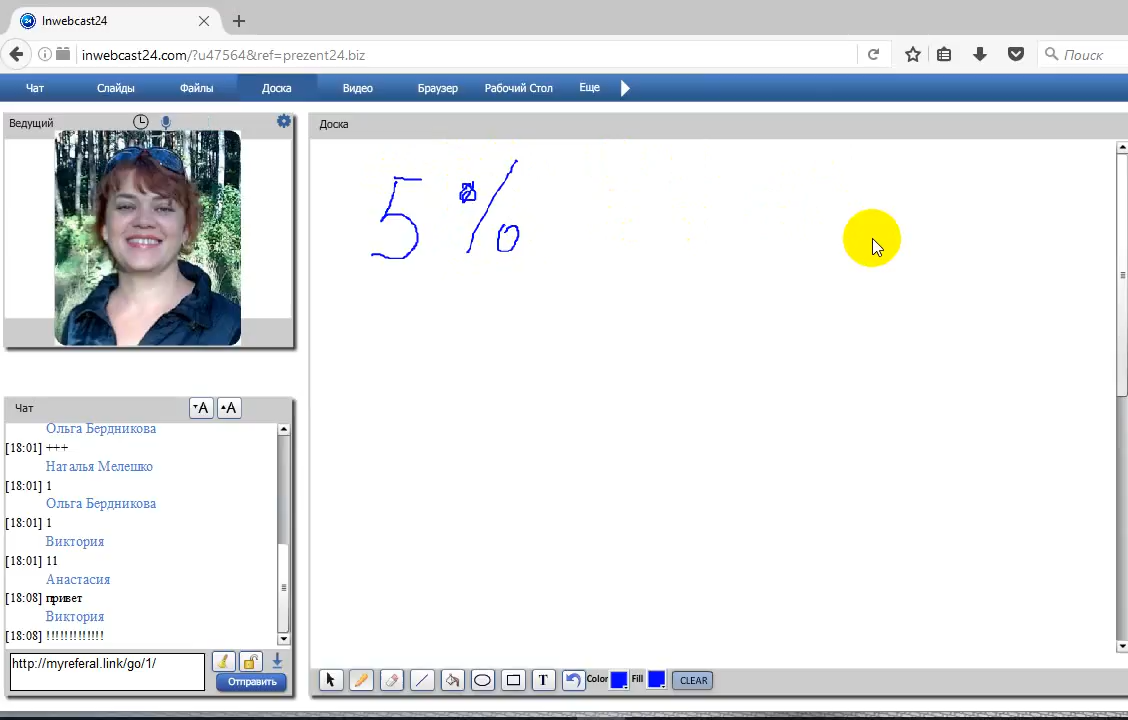 Inwebcast24
inwebcast24.com/?u47564&ref=prezent24.biz
Поиск
Чат Слайды Файлы Доска Видео Браузер Рабочий Стол Еще
Ведущий
Доска
5 %
Чат
A A
Ольга Бердникова
[18:01] +++
Наталья Мелешко
[18:01] 1
Ольга Бердникова
[18:01] 1
Виктория
[18:01] 11
Анастасия
[18:08] привет
Виктория
[18:08] !!!!!!!!!!!!!
http://myreferal.link/go/1/
Отправить
T Color Fill CLEAR